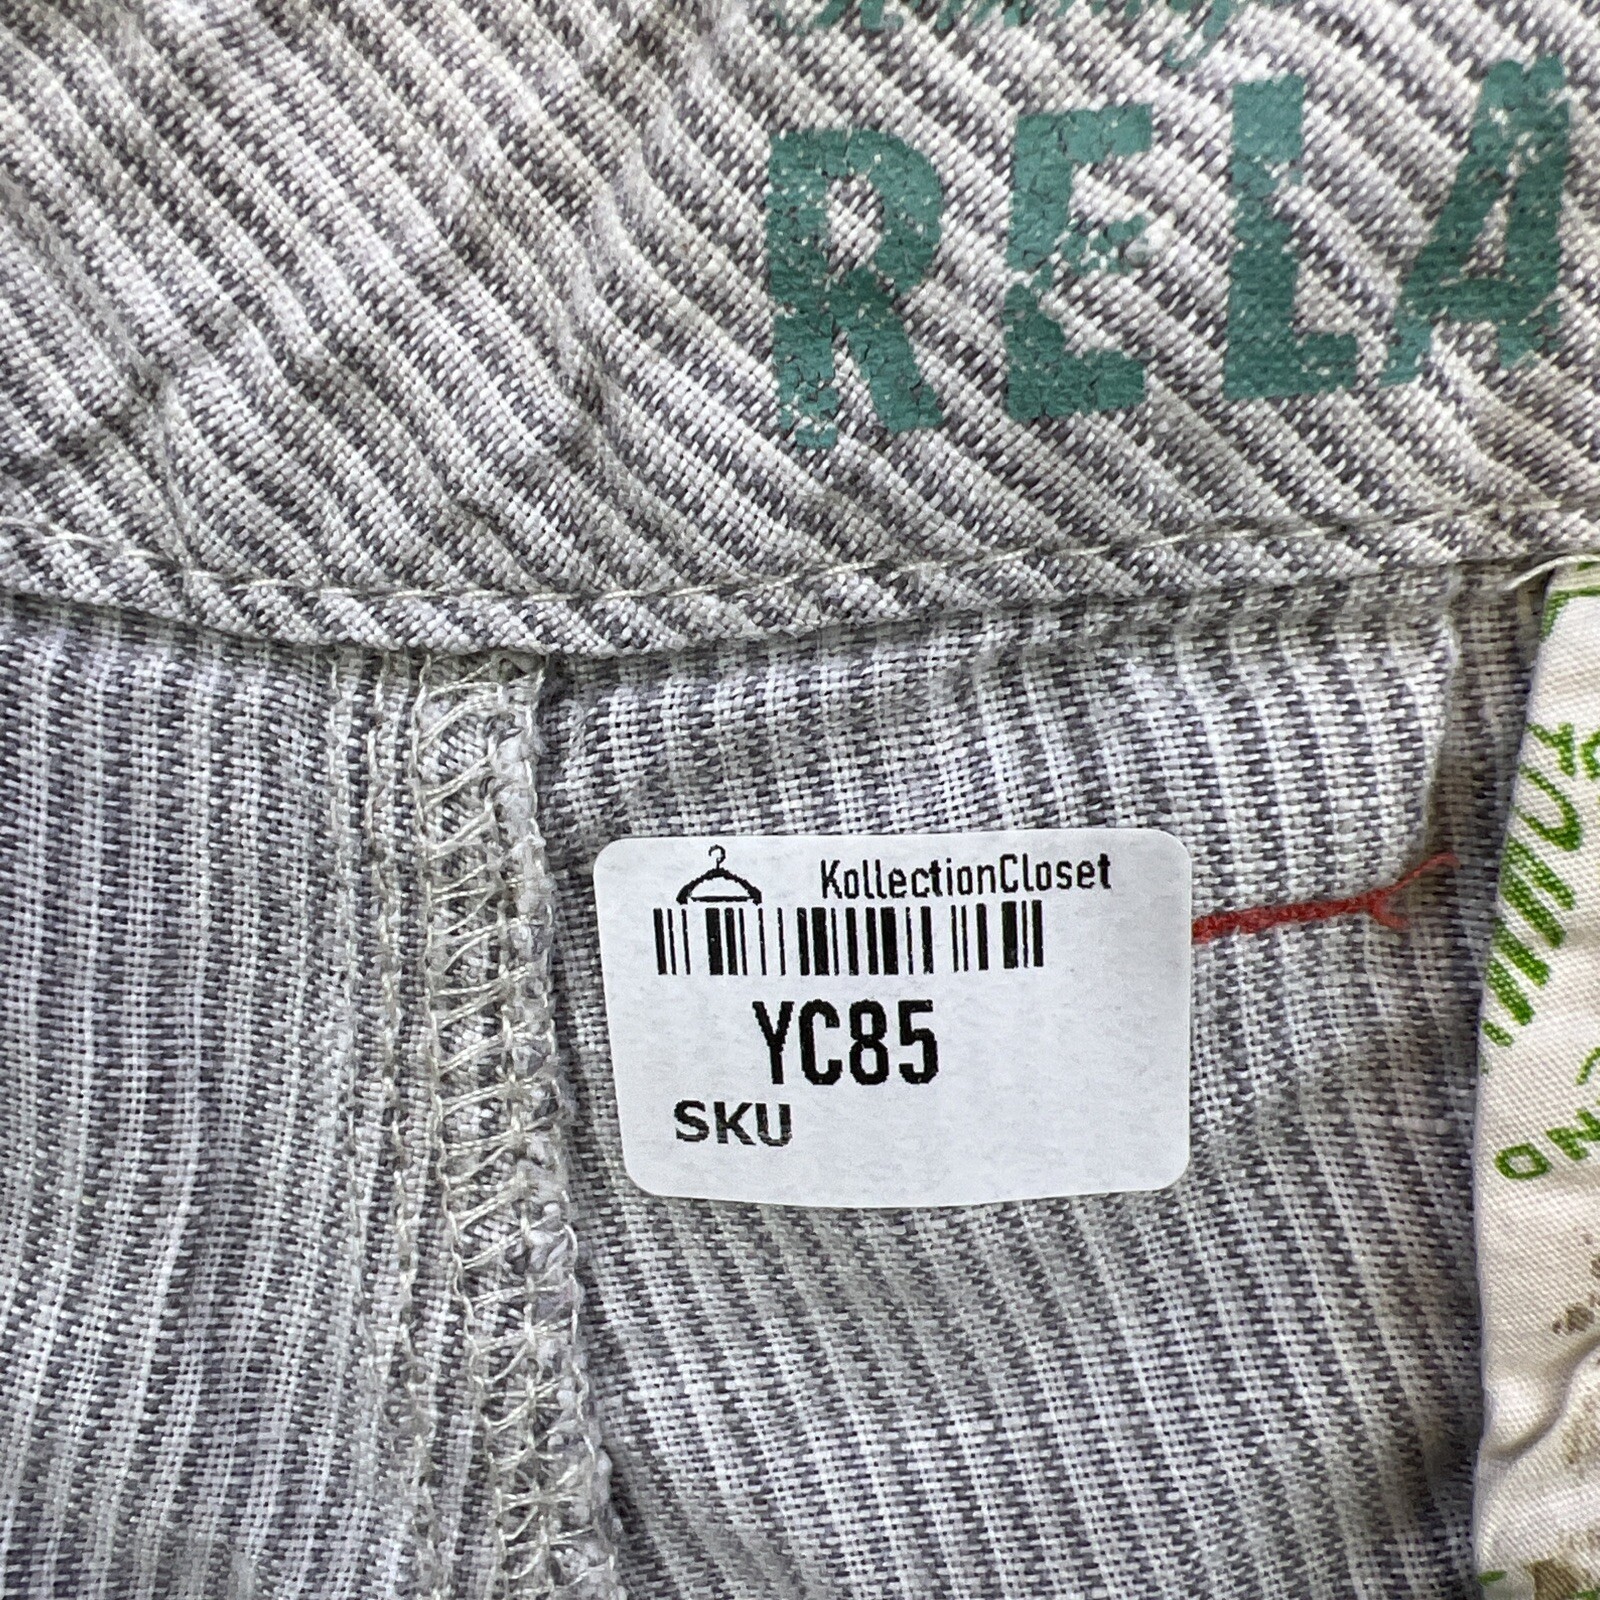 RELA
KollectionCloset
YC85
SKU